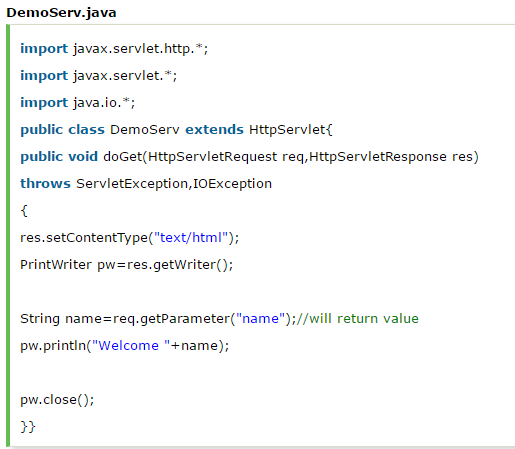 DemoServ.java
import javax.servlet.http.*;
import javax.servlet.*;
import java.io.*;
public class DemoServ extends HttpServlet{
public void doGet(HttpServletRequest req,HttpServletResponse res)
throws ServletException,IOException
{
res.setContentType("text/html");
PrintWriter pw=res.getWriter();
String name=req.getParameter("name");//will return value
pw.println("Welcome "+name);
pw.close();
}}